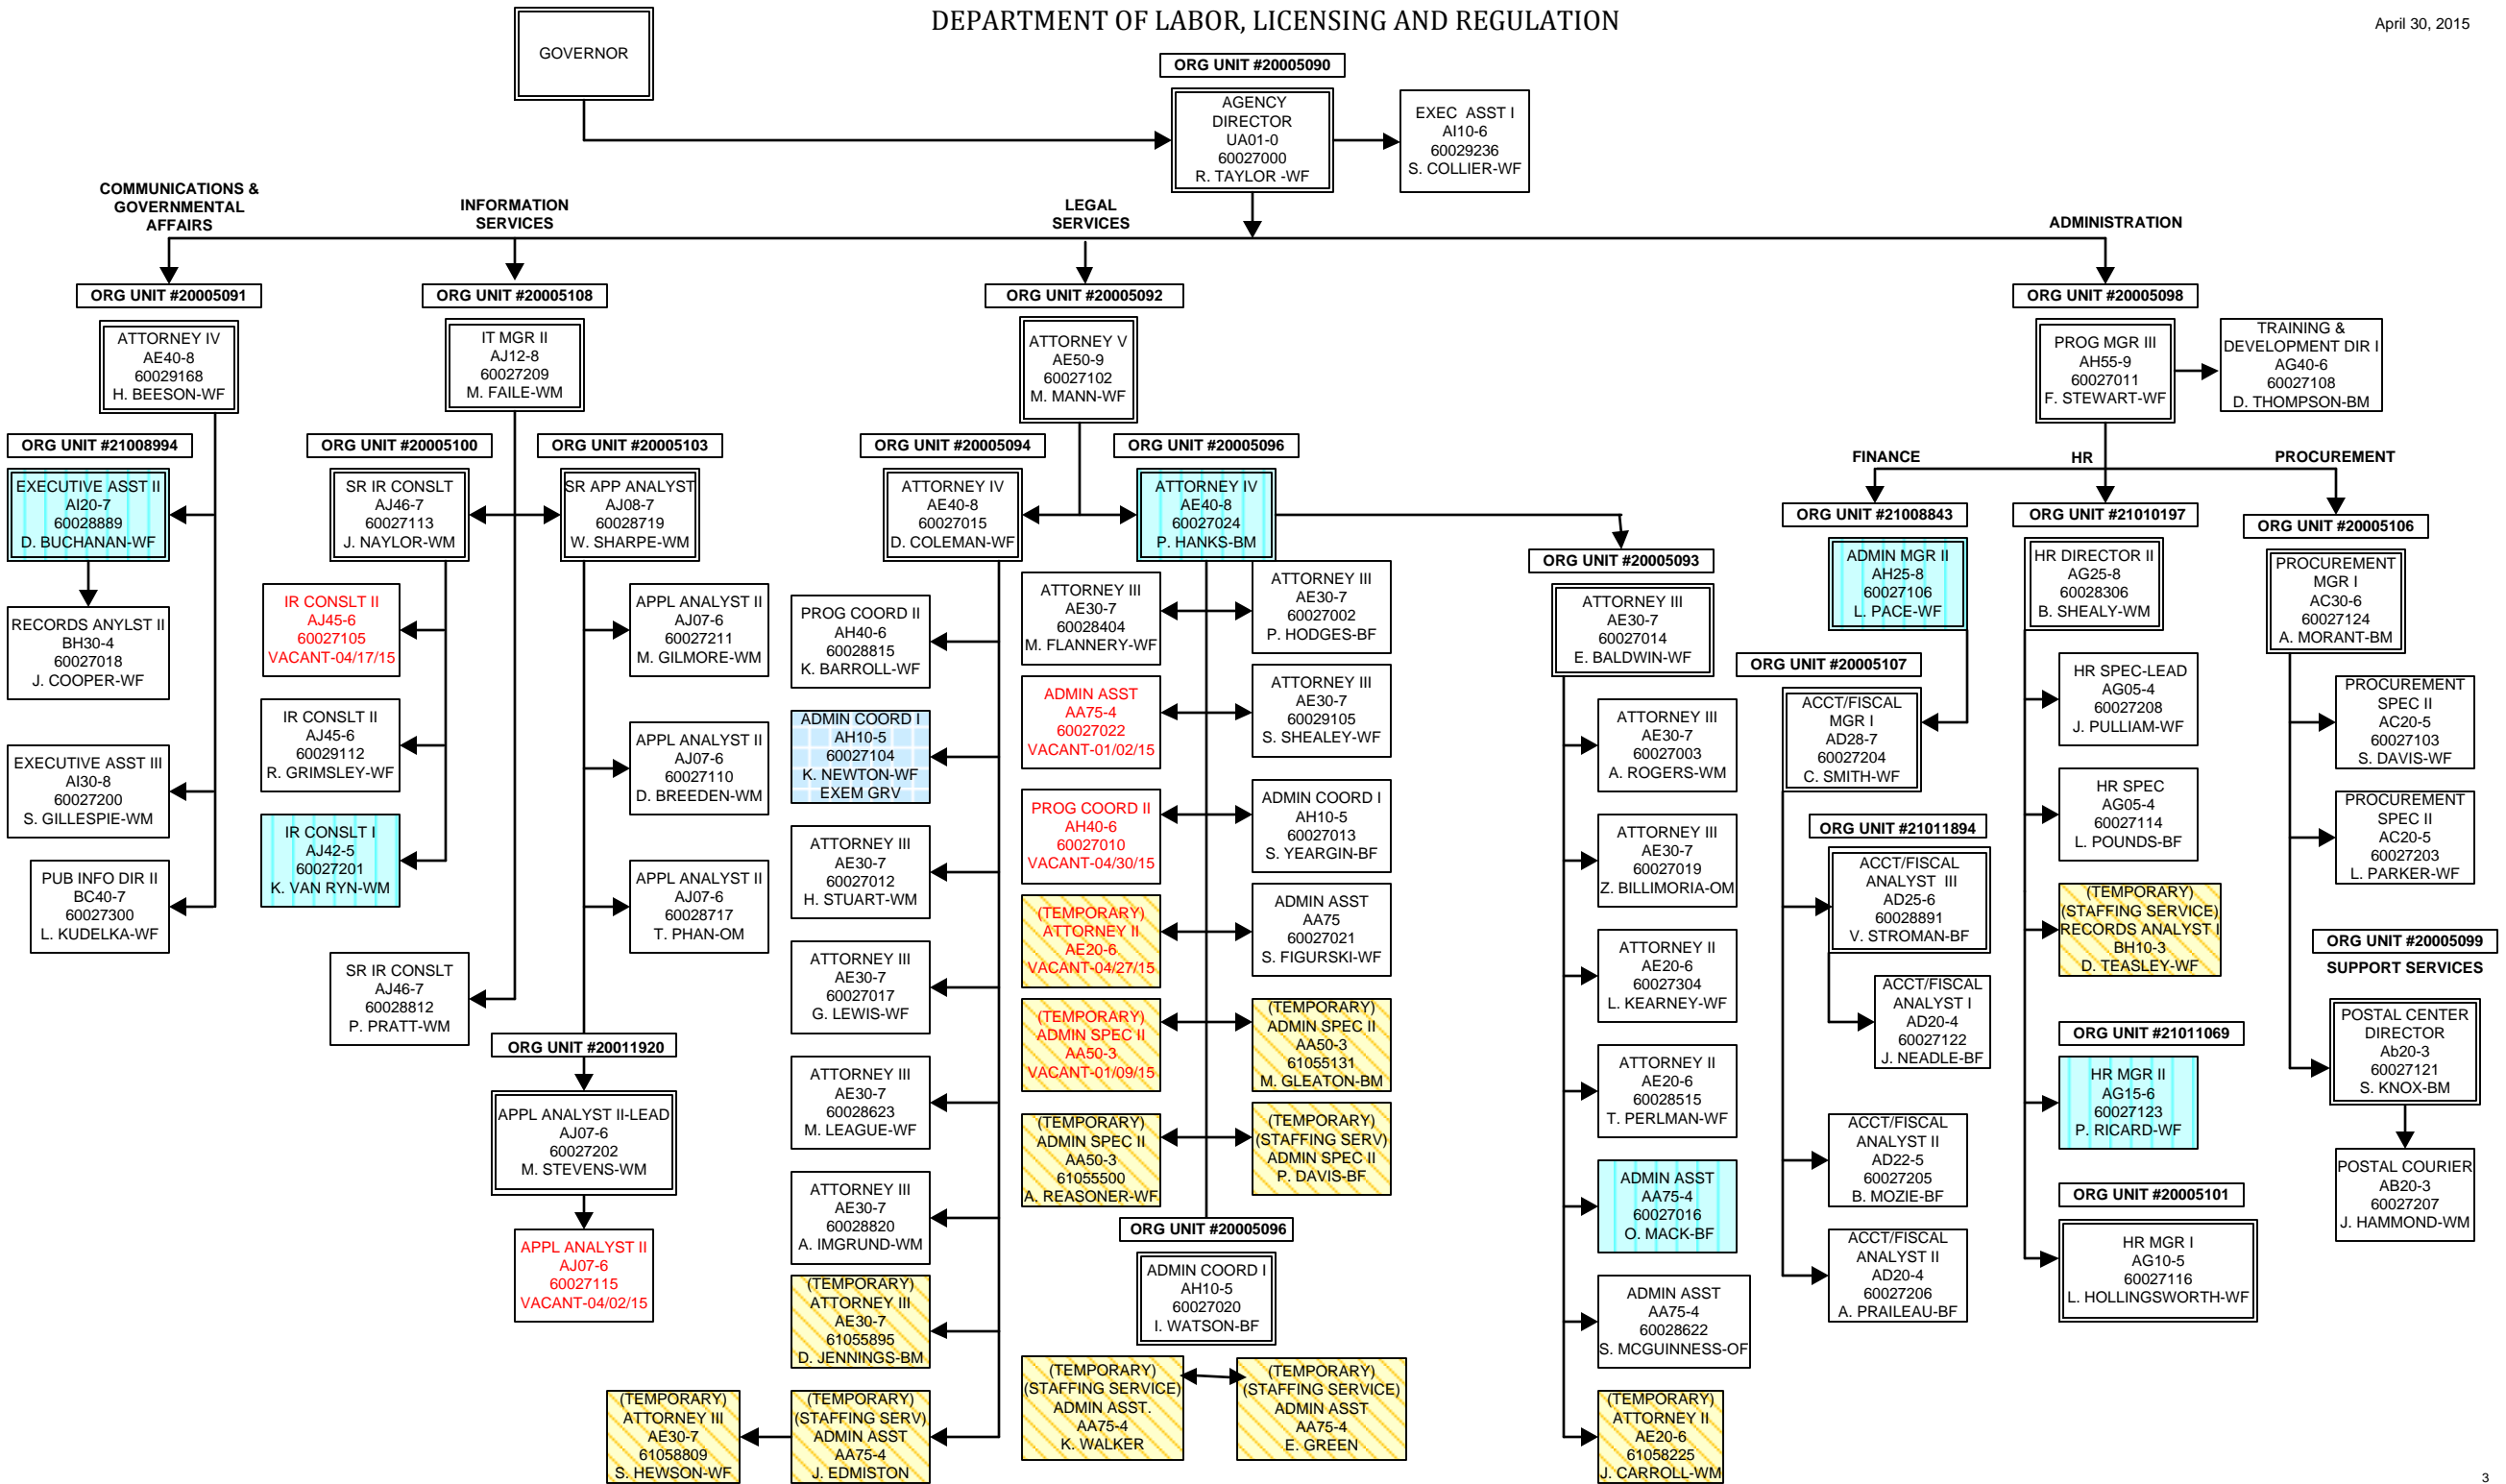 DEPARTMENT OF LABOR, LICENSING AND REGULATION
April 30, 2015
GOVERNOR
ORG UNIT #20005090
AGENCY
DIRECTOR
UA01-0
60027000
R. TAYLOR -WF
EXEC  ASST I
AI10-6
60029236
S. COLLIER-WF
COMMUNICATIONS &
GOVERNMENTAL
AFFAIRS
INFORMATION
SERVICES
LEGAL
SERVICES
ADMINISTRATION
ORG UNIT #20005091
ATTORNEY IV
AE40-8
60029168
H. BEESON-WF
ORG UNIT #21008994
EXECUTIVE ASST II
AI20-7
60028889
D. BUCHANAN-WF
RECORDS ANYLST II
BH30-4
60027018
J. COOPER-WF
EXECUTIVE ASST III
AI30-8
60027200
S. GILLESPIE-WM
PUB INFO DIR II
BC40-7
60027300
L. KUDELKA-WF
ORG UNIT #20005108
IT MGR II
AJ12-8
60027209
M. FAILE-WM
ORG UNIT #20005100
SR IR CONSLT
AJ46-7
60027113
J. NAYLOR-WM
IR CONSLT II
AJ45-6
60027105
VACANT-04/17/15
IR CONSLT II
AJ45-6
60029112
R. GRIMSLEY-WF
IR CONSLT I
AJ42-5
60027201
K. VAN RYN-WM
SR IR CONSLT
AJ46-7
60028812
P. PRATT-WM
ORG UNIT #20005103
SR APP ANALYST
AJ08-7
60028719
W. SHARPE-WM
APPL ANALYST II
AJ07-6
60027211
M. GILMORE-WM
APPL ANALYST II
AJ07-6
60027110
D. BREEDEN-WM
APPL ANALYST II
AJ07-6
60028717
T. PHAN-OM
ORG UNIT #20011920
APPL ANALYST II-LEAD
AJ07-6
60027202
M. STEVENS-WM
APPL ANALYST II
AJ07-6
60027115
VACANT-04/02/15
ORG UNIT #20005092
ATTORNEY V
AE50-9
60027102
M. MANN-WF
ORG UNIT #20005094
ATTORNEY IV
AE40-8
60027015
D. COLEMAN-WF
PROG COORD II
AH40-6
60028815
K. BARROLL-WF
ADMIN COORD I
AH10-5
60027104
K. NEWTON-WF
EXEM GRV
ATTORNEY III
AE30-7
60027012
H. STUART-WM
ATTORNEY III
AE30-7
60027017
G. LEWIS-WF
ATTORNEY III
AE30-7
60028623
M. LEAGUE-WF
ATTORNEY III
AE30-7
60028820
A. IMGRUND-WM
(TEMPORARY)
ATTORNEY III
AE30-7
61055895
D. JENNINGS-BM
(TEMPORARY)
(STAFFING SERV)
ADMIN ASST
AA75-4
J. EDMISTON
(TEMPORARY)
ATTORNEY III
AE30-7
61058809
S. HEWSON-WF
ORG UNIT #20005096
ATTORNEY IV
AE40-8
60027024
P. HANKS-BM
ATTORNEY III
AE30-7
60028404
M. FLANNERY-WF
ATTORNEY III
AE30-7
60027002
P. HODGES-BF
ADMIN ASST
AA75-4
60027022
VACANT-01/02/15
ATTORNEY III
AE30-7
60029105
S. SHEALEY-WF
PROG COORD II
AH40-6
60027010
VACANT-04/30/15
ADMIN COORD I
AH10-5
60027013
S. YEARGIN-BF
(TEMPORARY)
ATTORNEY II
AE20-6
VACANT-04/27/15
ADMIN ASST
AA75
60027021
S. FIGURSKI-WF
(TEMPORARY)
ADMIN SPEC II
AA50-3
VACANT-01/09/15
(TEMPORARY)
ADMIN SPEC II
AA50-3
61055131
M. GLEATON-BM
(TEMPORARY)
ADMIN SPEC II
AA50-3
61055500
A. REASONER-WF
(TEMPORARY)
(STAFFING SERV)
ADMIN SPEC II
P. DAVIS-BF
ORG UNIT #20005096
ADMIN COORD I
AH10-5
60027020
I. WATSON-BF
(TEMPORARY)
(STAFFING SERVICE)
ADMIN ASST.
AA75-4
K. WALKER
(TEMPORARY)
(STAFFING SERVICE)
ADMIN ASST
AA75-4
E. GREEN
ORG UNIT #20005093
ATTORNEY III
AE30-7
60027014
E. BALDWIN-WF
ATTORNEY III
AE30-7
60027003
A. ROGERS-WM
ATTORNEY III
AE30-7
60027019
Z. BILLIMORIA-OM
ATTORNEY II
AE20-6
60027304
L. KEARNEY-WF
ATTORNEY II
AE20-6
60028515
T. PERLMAN-WF
ADMIN ASST
AA75-4
60027016
O. MACK-BF
ADMIN ASST
AA75-4
60028622
S. MCGUINNESS-OF
(TEMPORARY)
ATTORNEY II
AE20-6
61058225
J. CARROLL-WM
ORG UNIT #20005098
PROG MGR III
AH55-9
60027011
F. STEWART-WF
TRAINING &
DEVELOPMENT DIR I
AG40-6
60027108
D. THOMPSON-BM
FINANCE
HR
PROCUREMENT
ORG UNIT #21008843
ADMIN MGR II
AH25-8
60027106
L. PACE-WF
ORG UNIT #20005107
ACCT/FISCAL
MGR I
AD28-7
60027204
C. SMITH-WF
ORG UNIT #21011894
ACCT/FISCAL
ANALYST  III
AD25-6
60028891
V. STROMAN-BF
ACCT/FISCAL
ANALYST I
AD20-4
60027122
J. NEADLE-BF
ACCT/FISCAL
ANALYST II
AD22-5
60027205
B. MOZIE-BF
ACCT/FISCAL
ANALYST II
AD20-4
60027206
A. PRAILEAU-BF
ORG UNIT #21010197
HR DIRECTOR II
AG25-8
60028306
B. SHEALY-WM
HR SPEC-LEAD
AG05-4
60027208
J. PULLIAM-WF
HR SPEC
AG05-4
60027114
L. POUNDS-BF
(TEMPORARY)
(STAFFING SERVICE)
RECORDS ANALYST I
BH10-3
D. TEASLEY-WF
ORG UNIT #21011069
HR MGR II
AG15-6
60027123
P. RICARD-WF
ORG UNIT #20005101
HR MGR I
AG10-5
60027116
L. HOLLINGSWORTH-WF
ORG UNIT #20005106
PROCUREMENT
MGR I
AC30-6
60027124
A. MORANT-BM
PROCUREMENT
SPEC II
AC20-5
60027103
S. DAVIS-WF
PROCUREMENT
SPEC II
AC20-5
60027203
L. PARKER-WF
ORG UNIT #20005099
SUPPORT SERVICES
POSTAL CENTER
DIRECTOR
Ab20-3
60027121
S. KNOX-BM
POSTAL COURIER
AB20-3
60027207
J. HAMMOND-WM
3